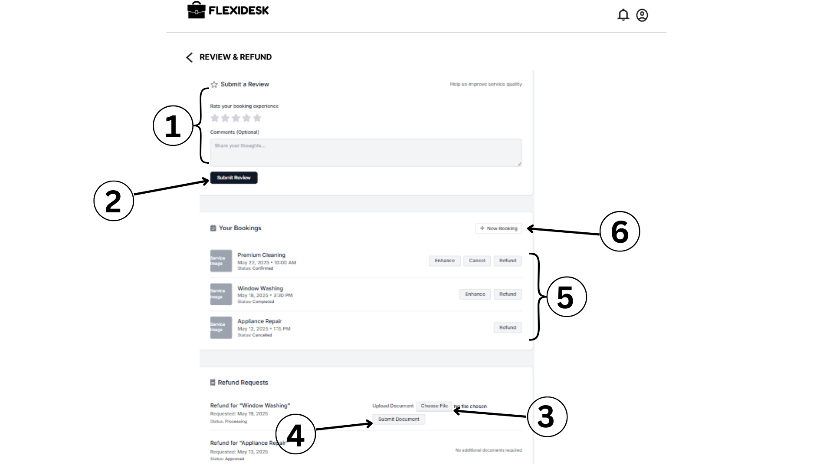 FLEXIDESK
REVIEW & REFUND
Submit a Review
Help us improve service quality
Rate your booking experience
Comments (Optional)
Share your thoughts...
Submit Review
1
2
Your Bookings
+ New Booking
6
Service Image
Premium Cleaning
May 22, 2025 • 10:00 AM
Status: Confirmed
Enhance
Cancel
Refund
Service Image
Window Washing
May 18, 2025 • 3:30 PM
Status: Completed
Enhance
Refund
5
Service Image
Appliance Repair
May 12, 2025 • 1:15 PM
Status: Cancelled
Refund
Refund Requests
Refund for "Window Washing"
Requested: May 19, 2025
Status: Processing
Upload Document
Choose File
No file chosen
Submit Document
3
4
Refund for "Appliance Repair
Requested: May 13, 2025
Status: Approved
No additional documents required